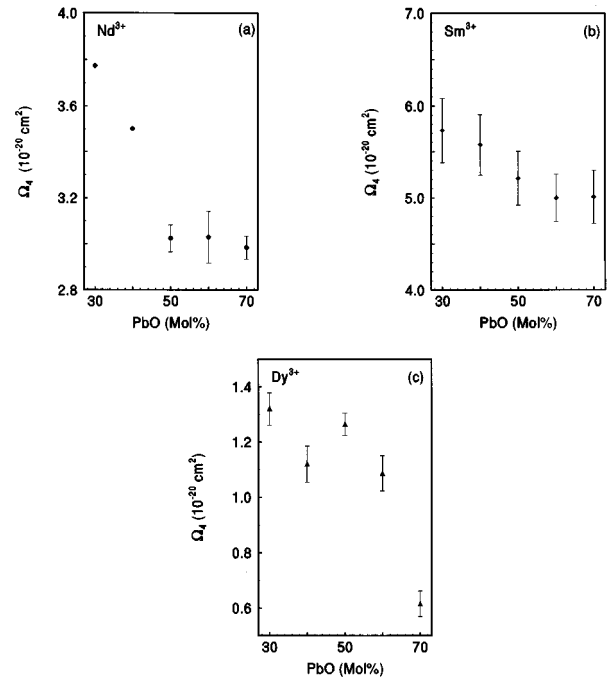 Nd³⁺ (a)
4.0
3.6
3.2
2.8
Ω₄ (10⁻²⁰ cm²)
30 50 70
PbO (Mol%)
Sm³⁺ (b)
7.0
6.0
5.0
4.0
Ω₄ (10⁻²⁰ cm²)
30 50 70
PbO (Mol%)
Dy³⁺ (c)
1.4
1.2
1.0
0.8
0.6
Ω₄ (10⁻²⁰ cm²)
30 50 70
PbO (Mol%)